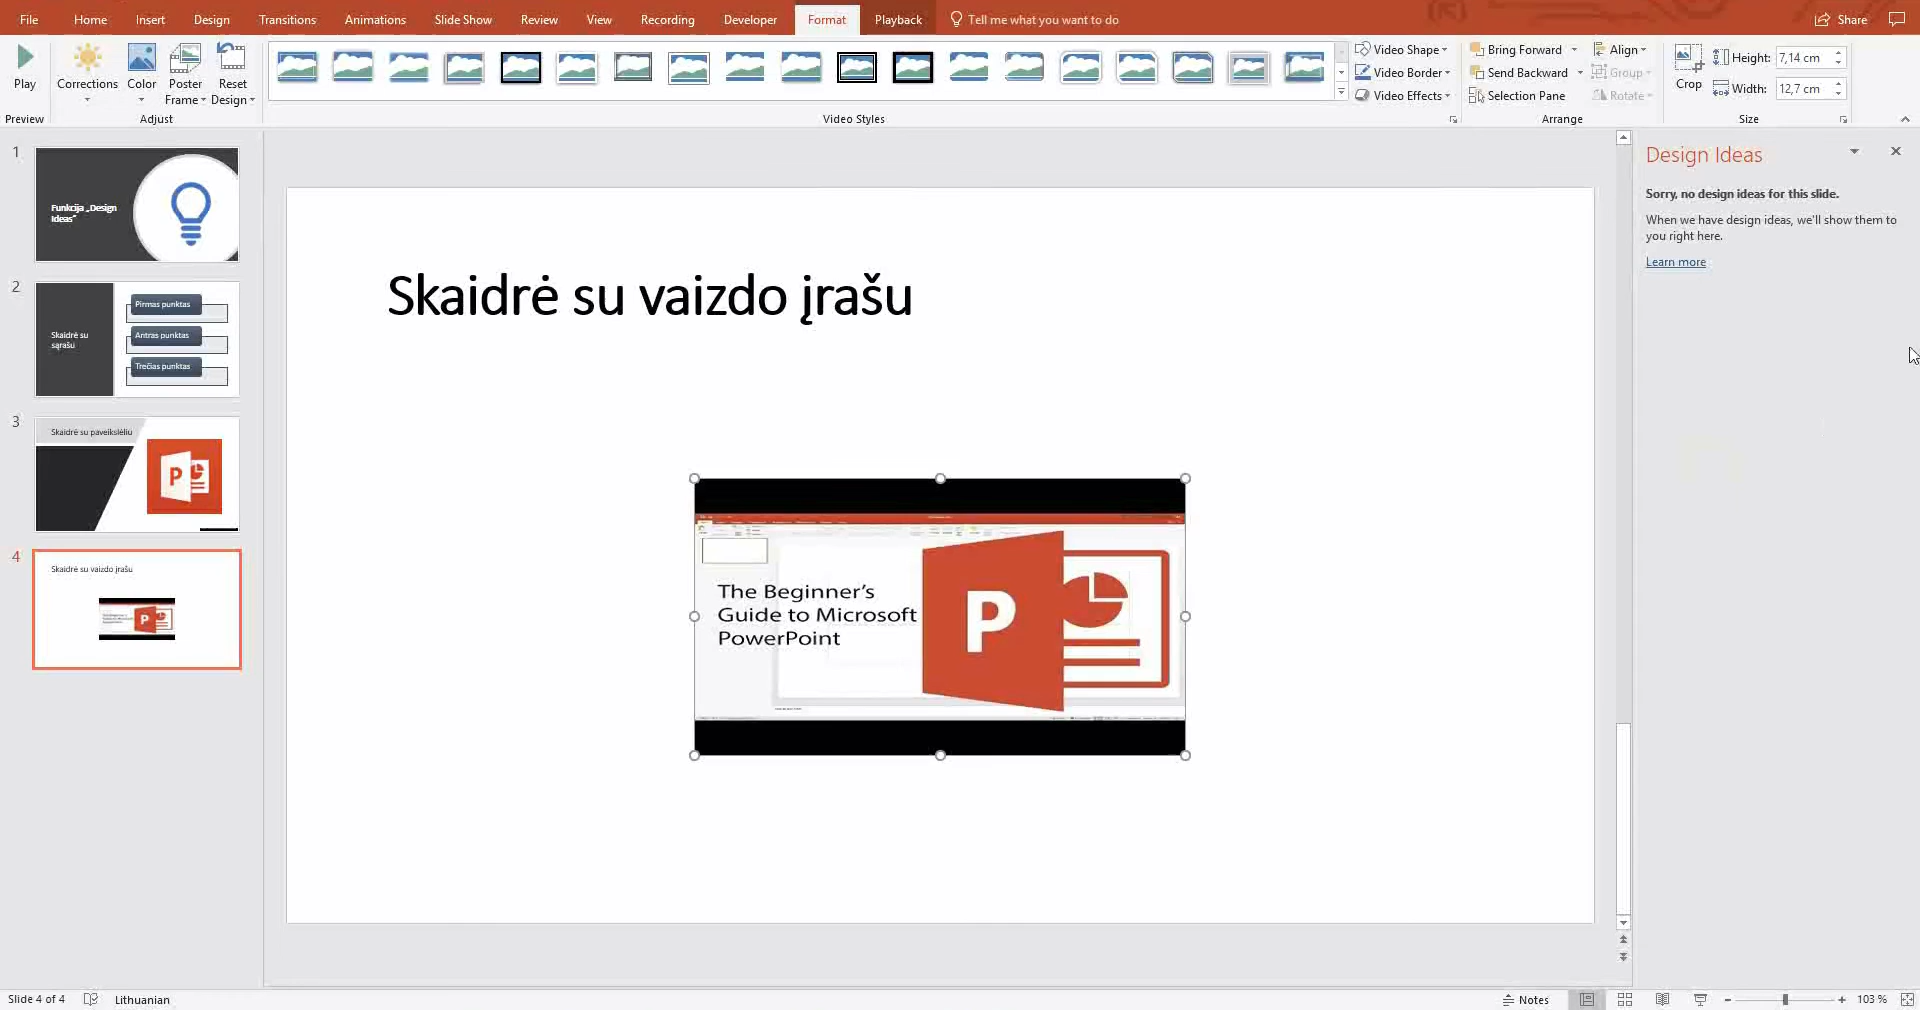 File Home Insert Design Transitions Animations Slide Show Review View Recording Developer Format Playback Tell me what you want to do Share
Play Corrections Color Poster Frame Reset Design
Video Shape Video Border Video Effects
Bring Forward Send Backward Selection Pane
Align Group Rotate
Crop Height: 7,14 cm
Width: 12,7 cm
Preview Adjust Video Styles Arrange Size
1
Funkcija „Design
Ideas“
2
Skaidrė su
sąrašu
Pirmas punktas
Antras punktas
Trečias punktas
3
Skaidrė su paveikslėliu
P
4
Skaidrė su vaizdo įrašu
Skaidrė su vaizdo įrašu
The Beginner's
Guide to Microsoft
PowerPoint
P
Design Ideas
Sorry, no design ideas for this slide.
When we have design ideas, we'll show them to
you right here.
Learn more
Slide 4 of 4 Lithuanian Notes 103 %